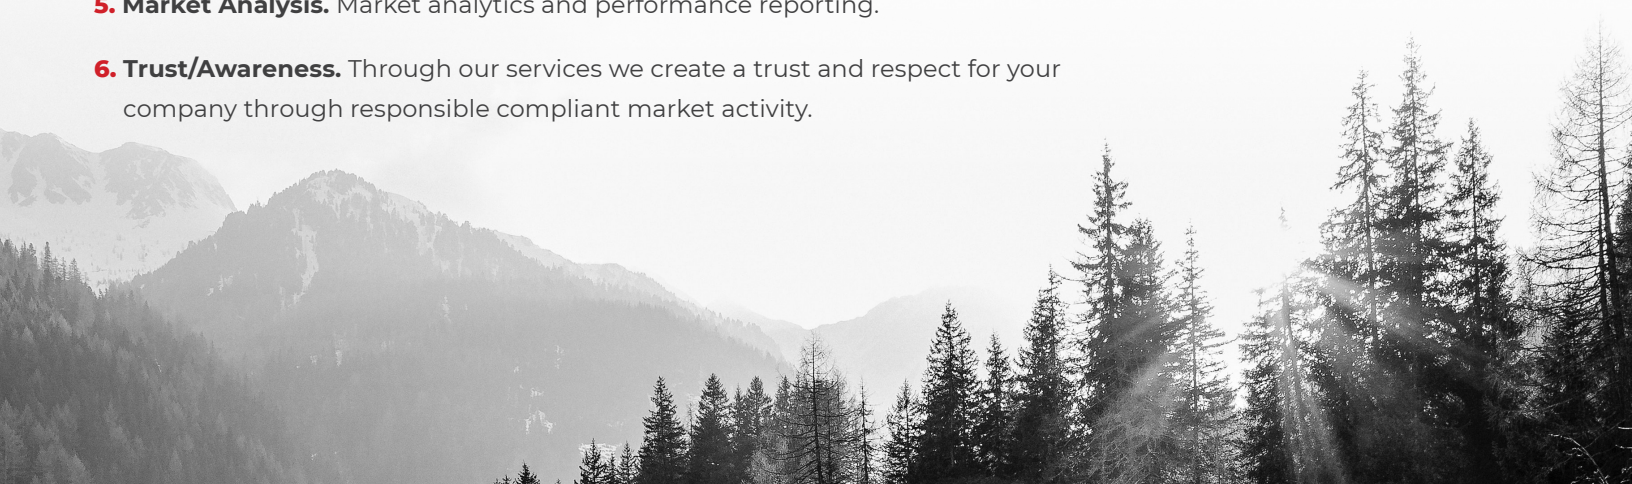 5. Market Analysis. Market analytics and performance reporting.
6. Trust/Awareness. Through our services we create a trust and respect for your
company through responsible compliant market activity.